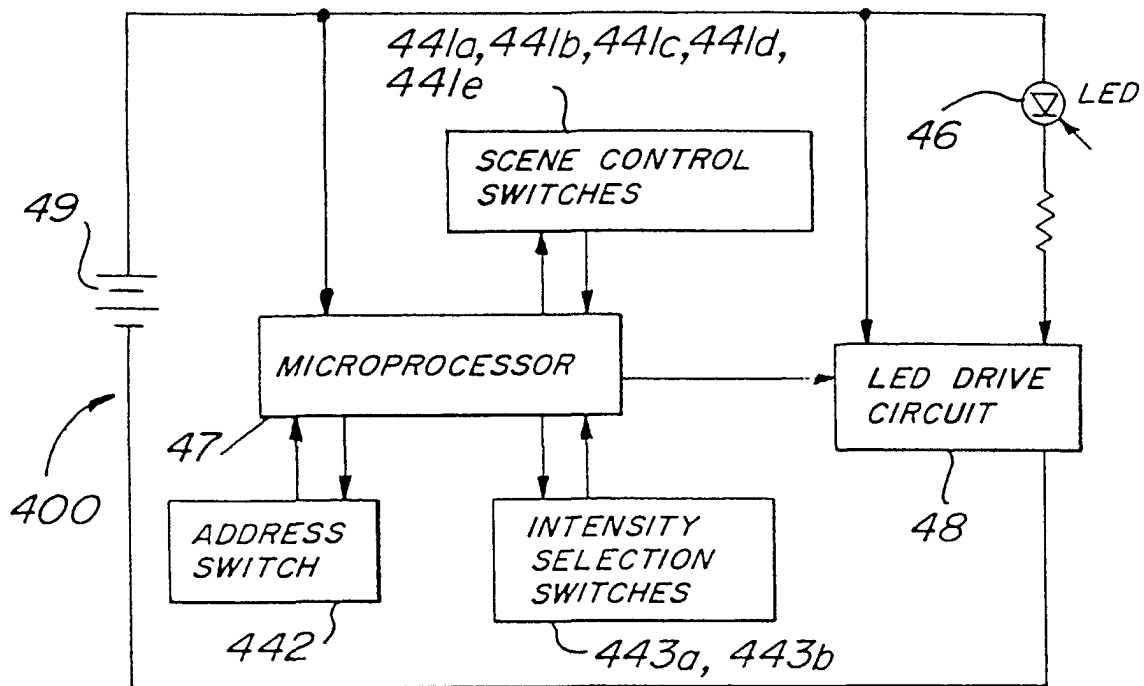 441a, 441b, 441c, 441d,
441e
LED
46
SCENE CONTROL
SWITCHES
49
MICROPROCESSOR
LED DRIVE
CIRCUIT
47
400
48
ADDRESS
SWITCH
INTENSITY
SELECTION
SWITCHES
442
443a, 443b